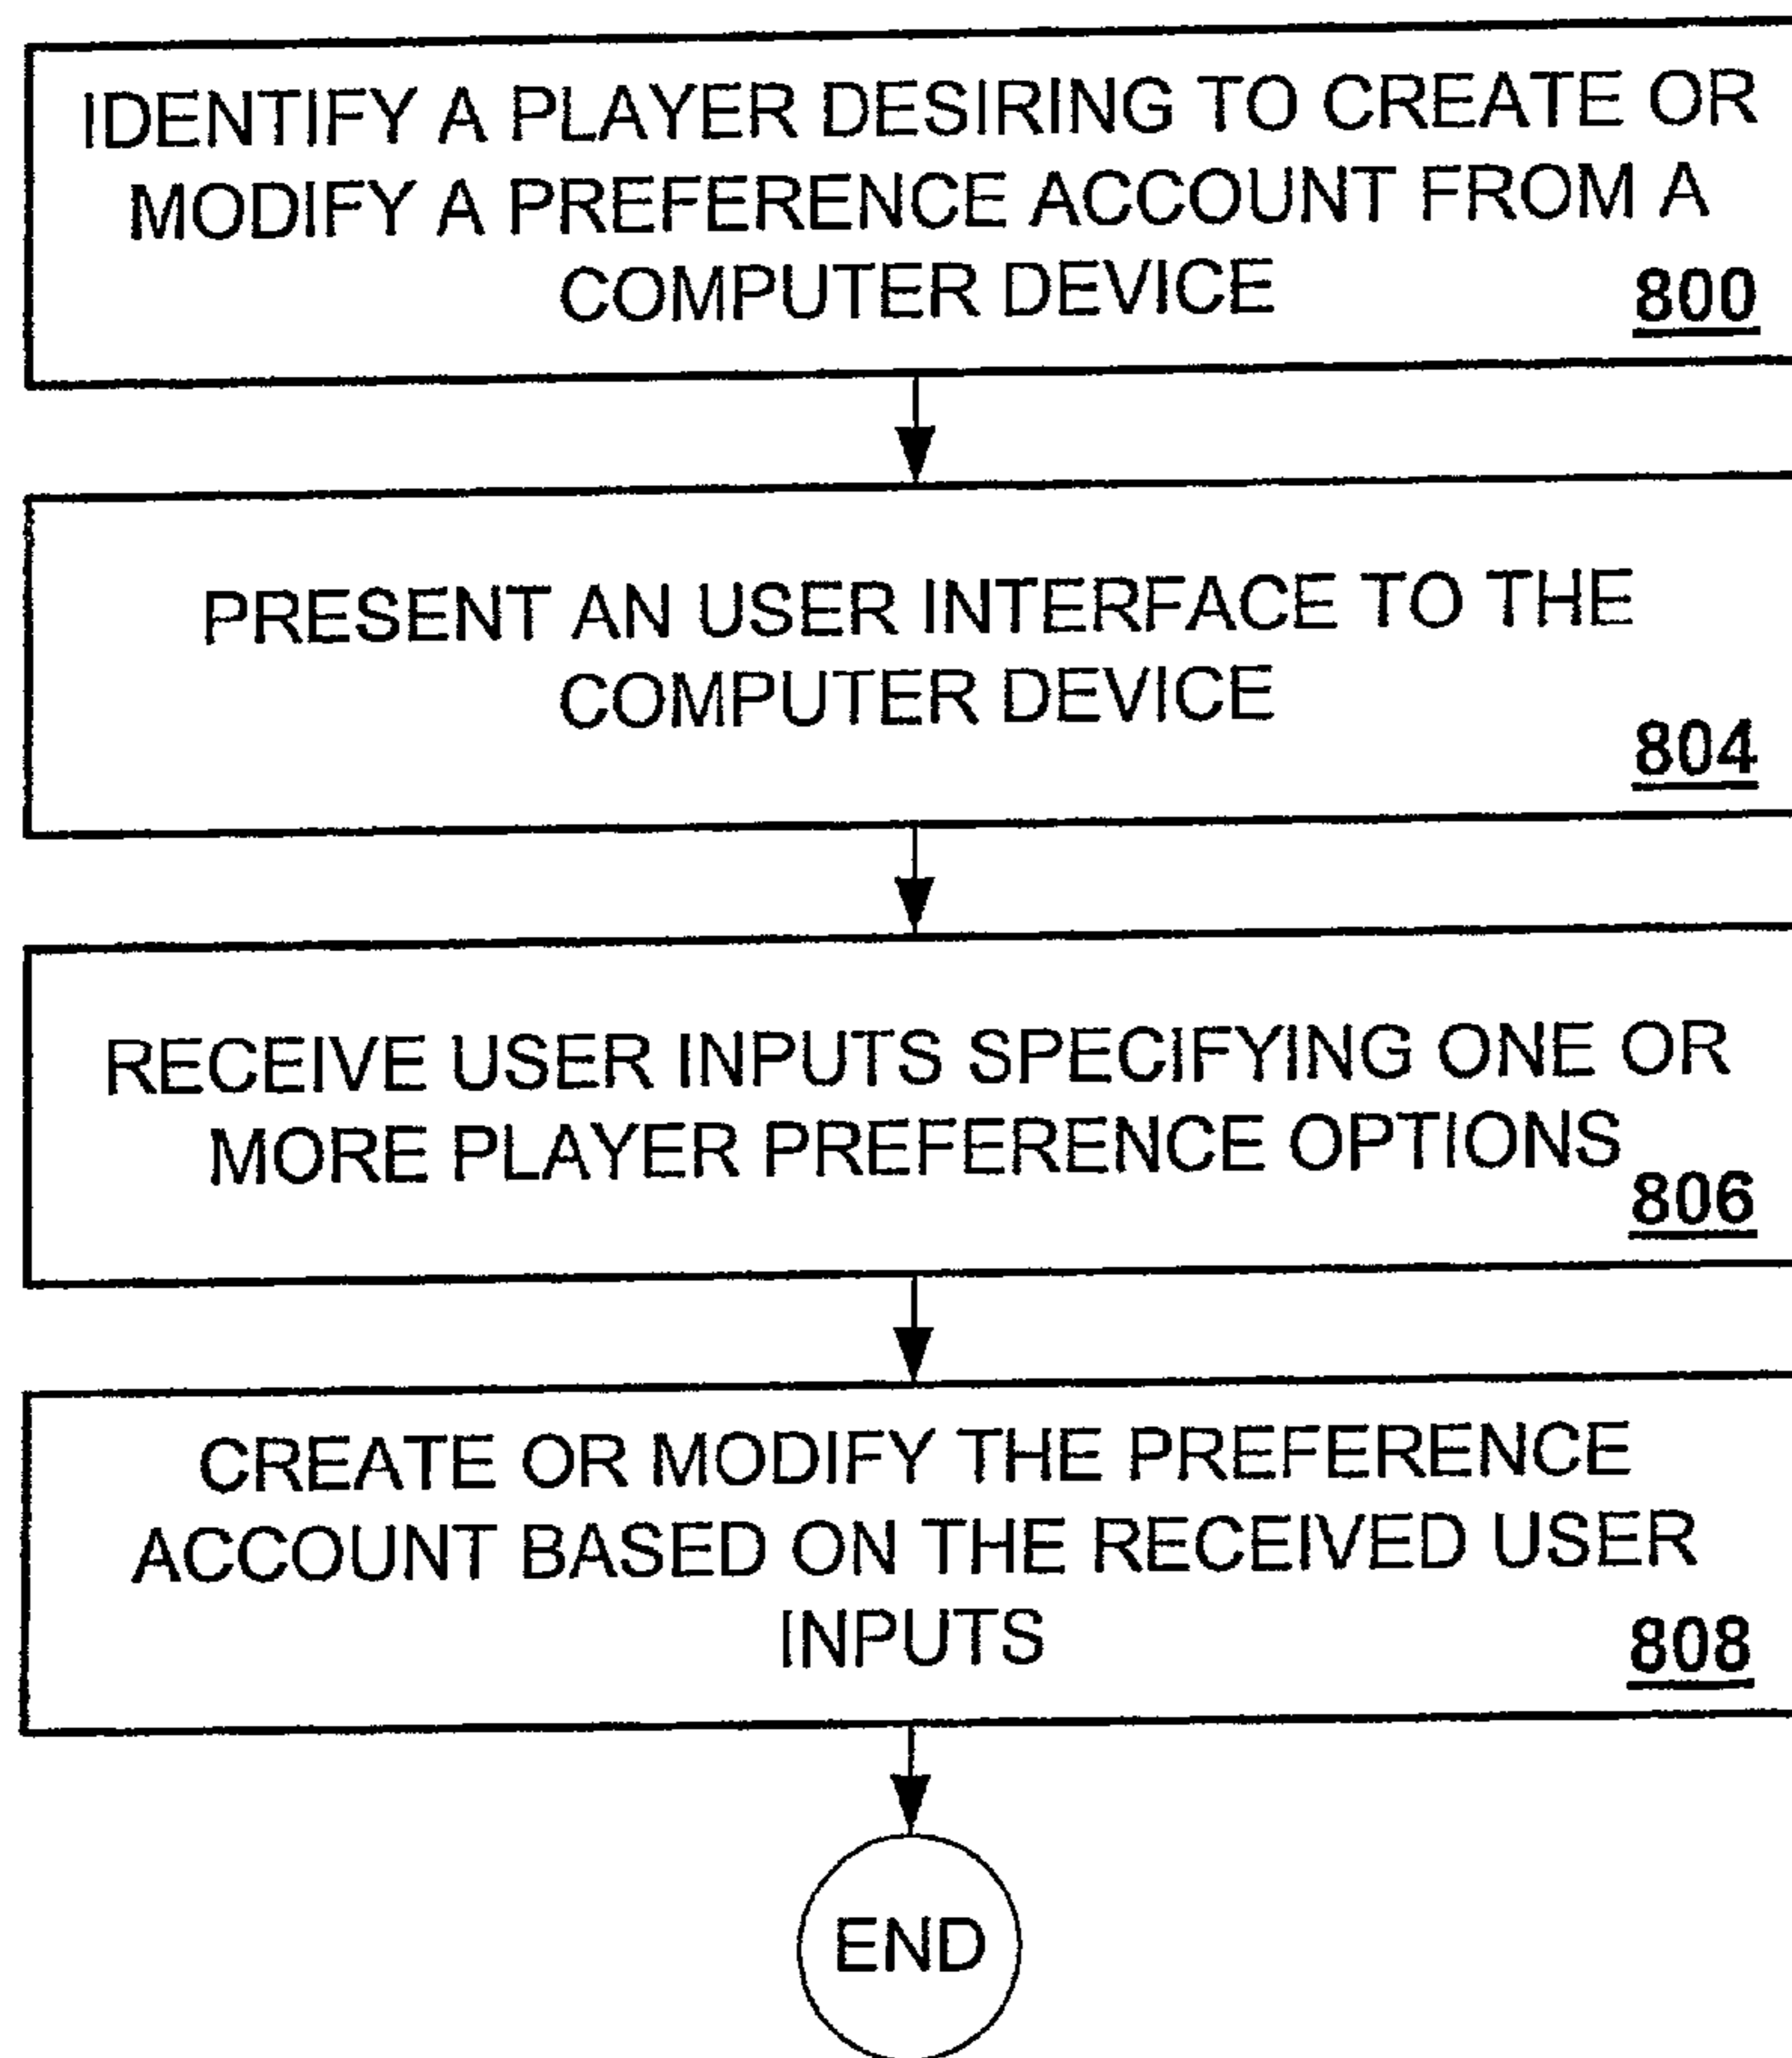 IDENTIFY A PLAYER DESIRING TO CREATE OR
MODIFY A PREFERENCE ACCOUNT FROM A
COMPUTER DEVICE
800
PRESENT AN USER INTERFACE TO THE
COMPUTER DEVICE
804
RECEIVE USER INPUTS SPECIFYING ONE OR
MORE PLAYER PREFERENCE OPTIONS
806
CREATE OR MODIFY THE PREFERENCE
ACCOUNT BASED ON THE RECEIVED USER
INPUTS
808
END